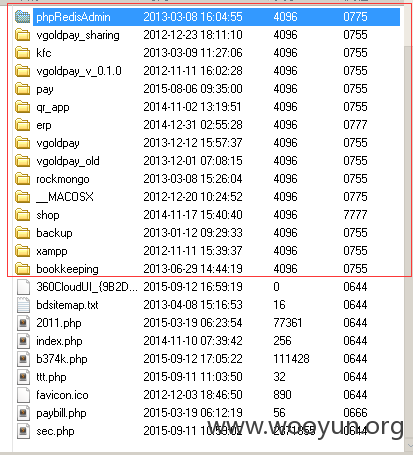 phpRedisAdmin 2013-03-08 16:04:55 4096 0775
vgoldpay_sharing 2012-12-23 18:11:10 4096 0755
kfc 2013-03-09 11:27:06 4096 0755
vgoldpay_v_0.1.0 2012-11-11 16:02:28 4096 0755
pay 2015-08-06 09:35:00 4096 0755
qr_app 2014-11-02 13:19:51 4096 0755
erp 2014-12-31 02:55:28 4096 0777
vgoldpay 2013-12-12 15:57:37 4096 0755
vgoldpay_old 2013-12-01 07:08:15 4096 0755
rockmongo 2013-03-08 15:26:04 4096 0755
__MACOSX 2012-12-20 10:24:52 4096 0775
shop 2014-11-17 15:40:40 4096 7777
backup 2013-01-12 09:29:33 4096 0755
xampp 2012-11-11 15:39:37 4096 0755
bookkeeping 2013-06-29 14:44:19 4096 0755
360CloudUI_{9B2D... 2015-09-12 16:59:19 0 0644
bdsitemap.txt 2013-04-08 15:16:53 16 0644
2011.php 2015-03-19 06:23:54 77361 0644
index.php 2014-11-10 07:39:42 256 0644
b374k.php 2015-09-12 17:05:22 111428 0644
ttt.php 2015-09-11 11:03:50 32 0644
favicon.ico 2012-12-03 18:46:50 890 0644
paybill.php 2015-03-19 06:12:19 56 0666
sec.php 2015-09-11 0644
www.wooyun.org